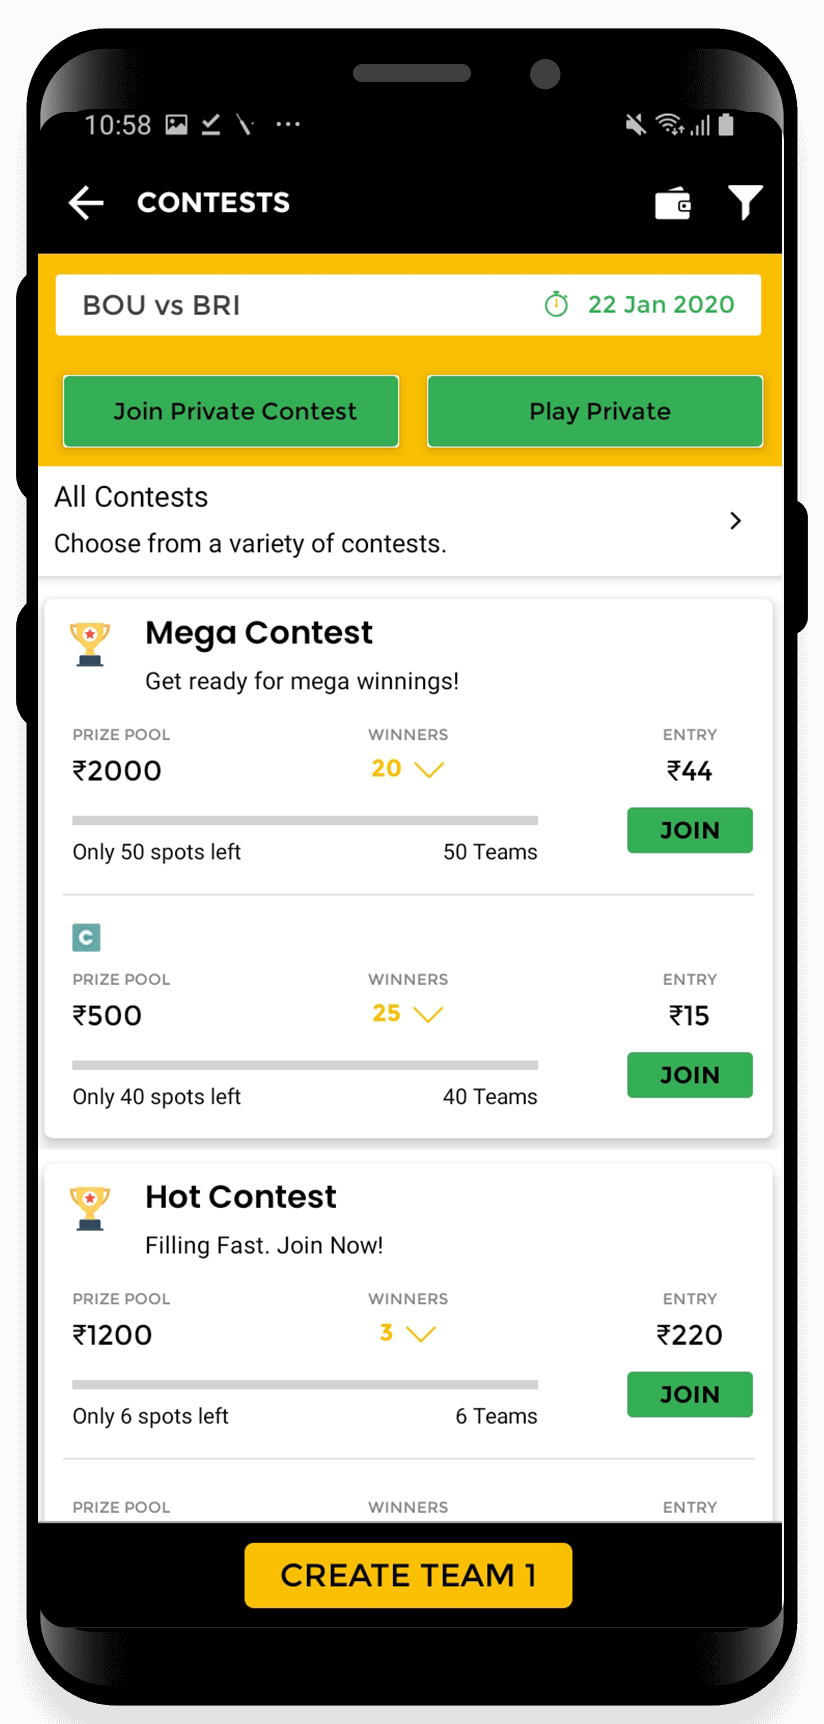 10:58
CONTESTS
BOU vs BRI 22 Jan 2020
Join Private Contest Play Private
All Contests
Choose from a variety of contests.
Mega Contest
Get ready for mega winnings!
PRIZE POOL WINNERS ENTRY
₹2000 20 ₹44
JOIN
Only 50 spots left 50 Teams
C
PRIZE POOL WINNERS ENTRY
₹500 25 ₹15
JOIN
Only 40 spots left 40 Teams
Hot Contest
Filling Fast. Join Now!
PRIZE POOL WINNERS ENTRY
₹1200 3 ₹220
JOIN
Only 6 spots left 6 Teams
PRIZE POOL WINNERS ENTRY
CREATE TEAM 1